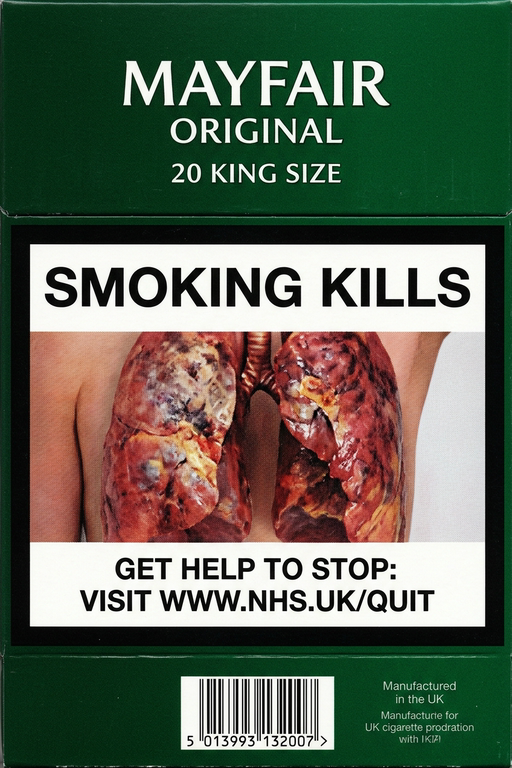 MAYFAIR
ORIGINAL
20 KING SIZE
SMOKING KILLS
GET HELP TO STOP:
VISIT WWW.NHS.UK/QUIT
5 013993 132007 >
Manufactured
in the UK
Manufacture for
UK cigarette prodration
with